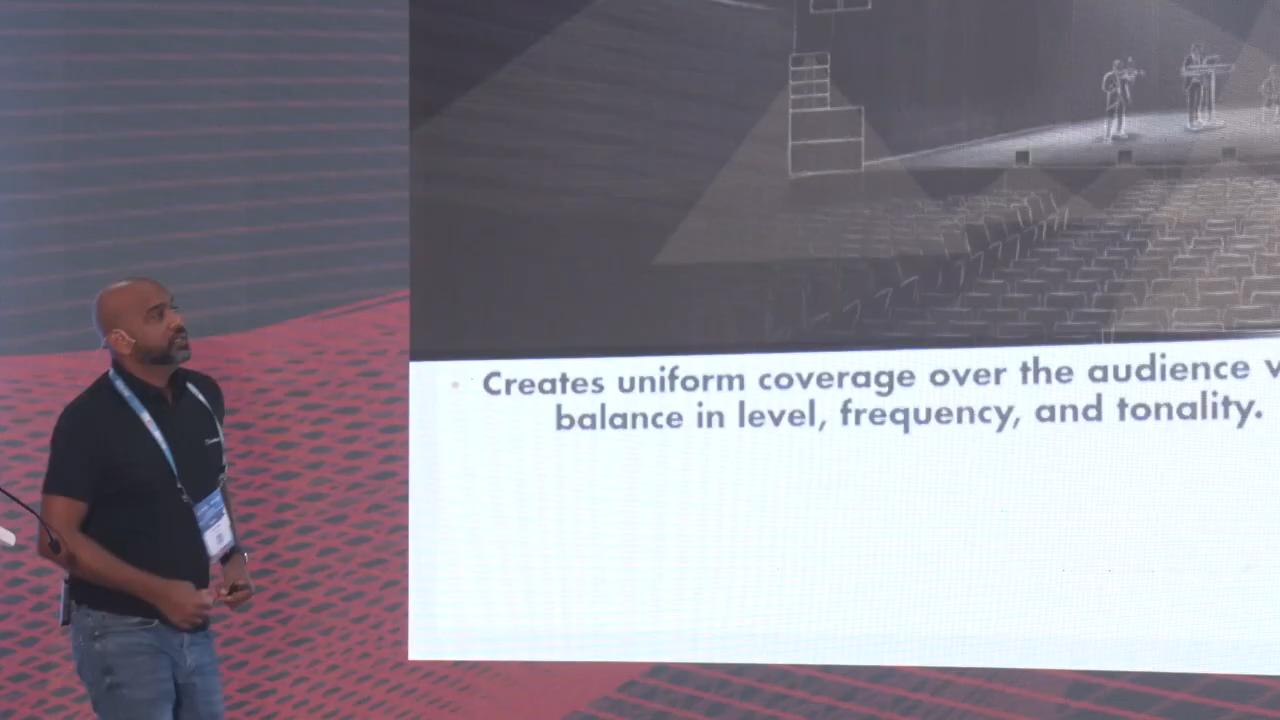 Creates uniform coverage over the audience
balance in level, frequency, and tonality.